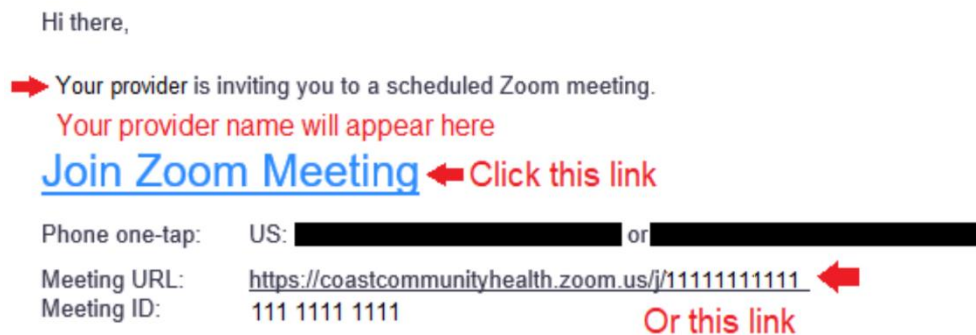 Hi there,
Your provider is inviting you to a scheduled Zoom meeting.
Your provider name will appear here
Join Zoom Meeting Click this link
Phone one-tap: US: or
Meeting URL: https://coastcommunityhealth.zoom.us/j/11111111111
Meeting ID: 111 1111 1111
Or this link